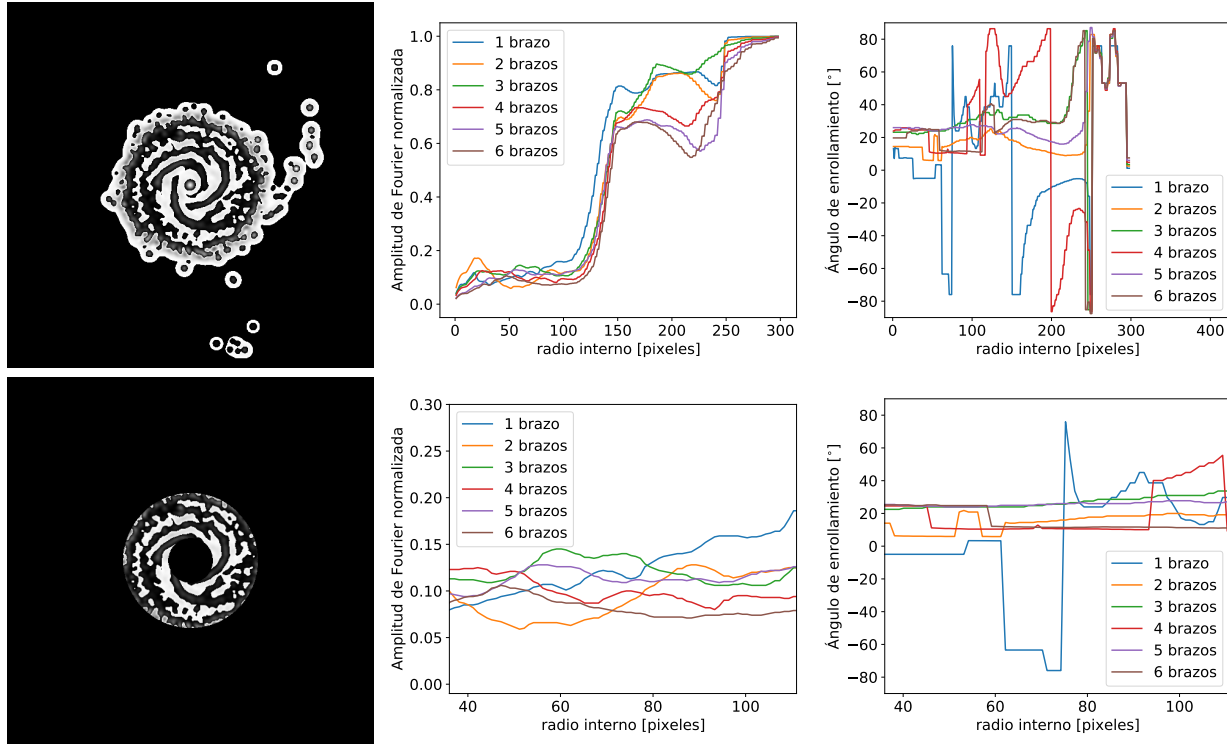 Amplitud de Fourier normalizada
1.0
0.8
0.6
0.4
0.2
0.0
1 brazo
2 brazos
3 brazos
4 brazos
5 brazos
6 brazos
0 50 100 150 200 250 300
radio interno [pixeles]
Ángulo de enrollamiento [°]
80
60
40
20
0
−20
−40
−60
−80
1 brazo
2 brazos
3 brazos
4 brazos
5 brazos
6 brazos
0 100 200 300 400
radio interno [pixeles]
Amplitud de Fourier normalizada
0.30
0.25
0.20
0.15
0.10
0.05
0.00
1 brazo
2 brazos
3 brazos
4 brazos
5 brazos
6 brazos
40 60 80 100
radio interno [pixeles]
Ángulo de enrollamiento [°]
80
60
40
20
0
−20
−40
−60
−80
1 brazo
2 brazos
3 brazos
4 brazos
5 brazos
6 brazos
40 60 80 100
radio interno [pixeles]